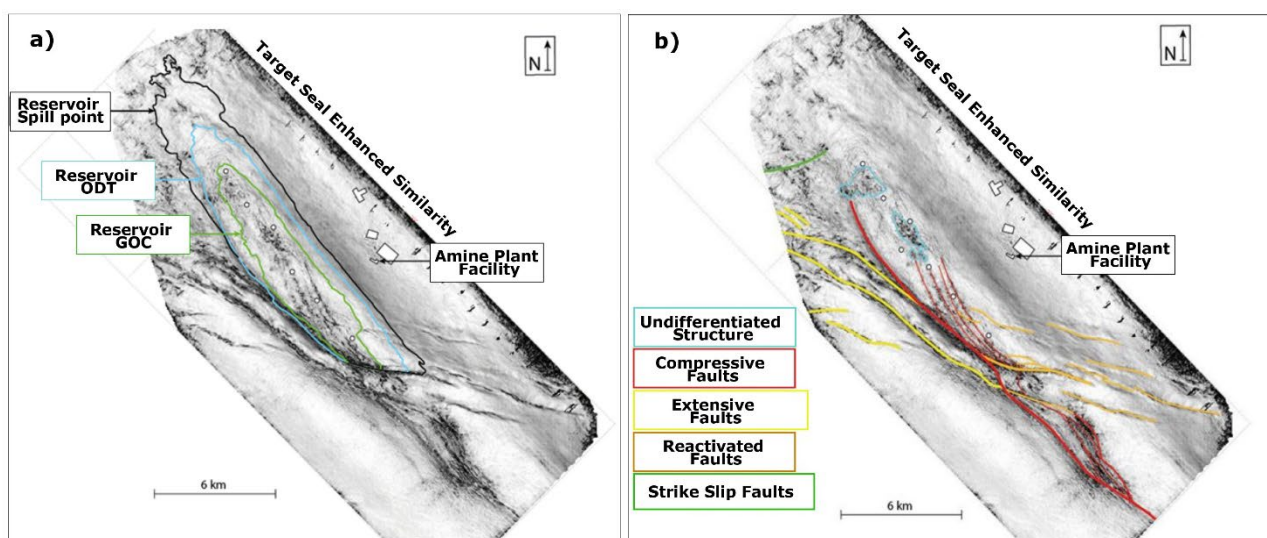 a)
Target Seal Enhanced Similarity
N
Reservoir
Spill point
Reservoir
ODT
Reservoir
GOC
Amine Plant
Facility
6 km
b)
Target Seal Enhanced Similarity
N
Amine Plant
Facility
Undifferentiated
Structure
Compressive
Faults
Extensive
Faults
Reactivated
Faults
Strike Slip Faults
6 km